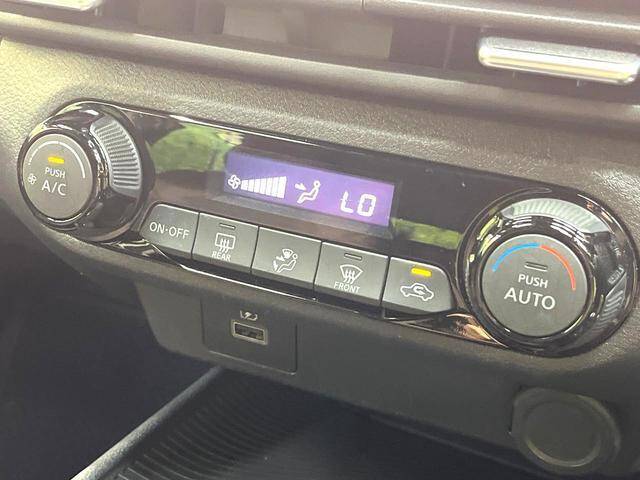 PUSH
A/C
LO
ON·OFF
REAR
FRONT
PUSH
AUTO